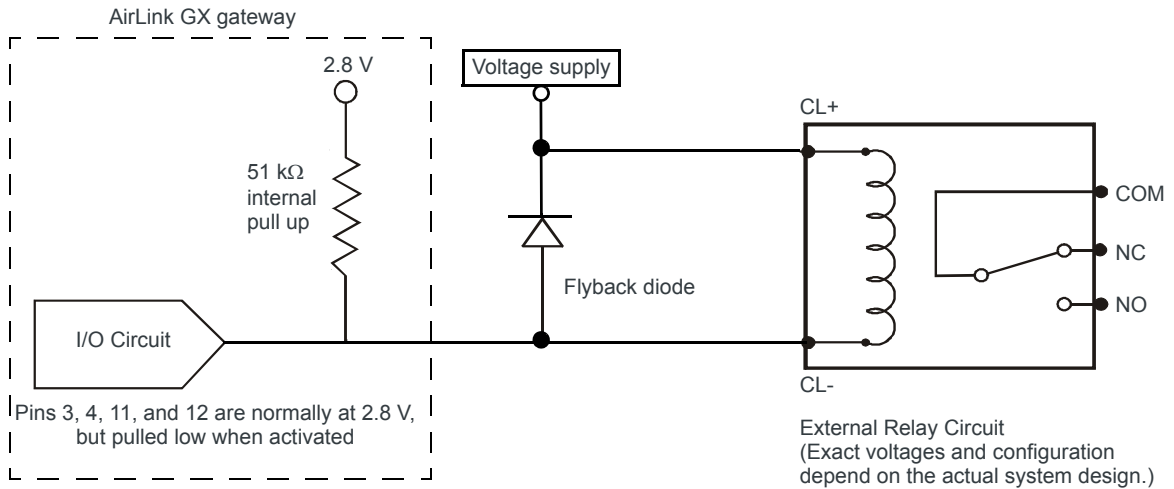 AirLink GX gateway
2.8 V
Voltage supply
CL+
51 kΩ
internal
pull up
COM
NC
Flyback diode
NO
I/O Circuit
CL-
Pins 3, 4, 11, and 12 are normally at 2.8 V,
but pulled low when activated
External Relay Circuit
(Exact voltages and configuration
depend on the actual system design.)